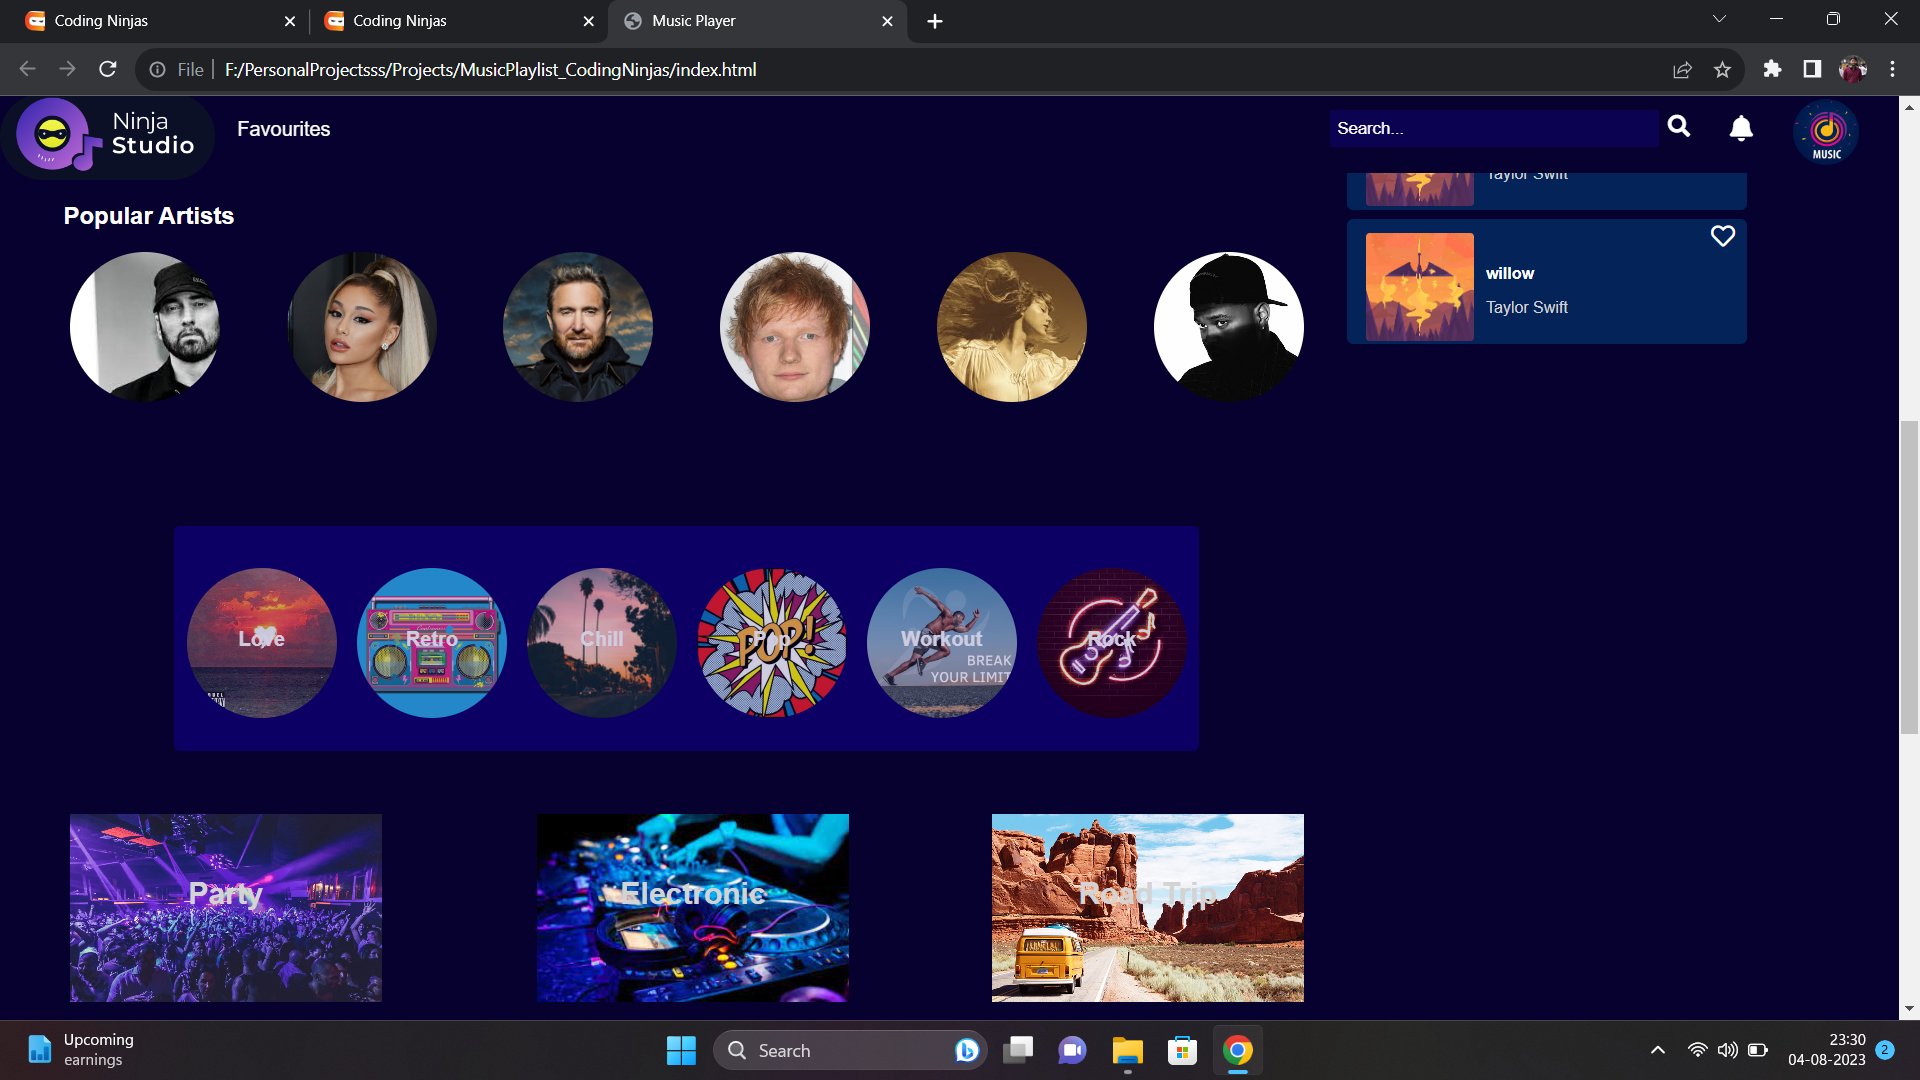 Coding Ninjas
Coding Ninjas
Music Player
File
F:/PersonalProjectsss/Projects/MusicPlaylist_CodingNinjas/index.html
Ninja
Studio
Favourites
Search...
MUSIC
Taylor Swift
Popular Artists
willow
Taylor Swift
Love
Retro
Chill
Pop
POP!
Workout
BREAK
YOUR LIMIT
Rock
Party
Electronic
Road Trip
Upcoming
earnings
Search
23:30
04-08-2023
2